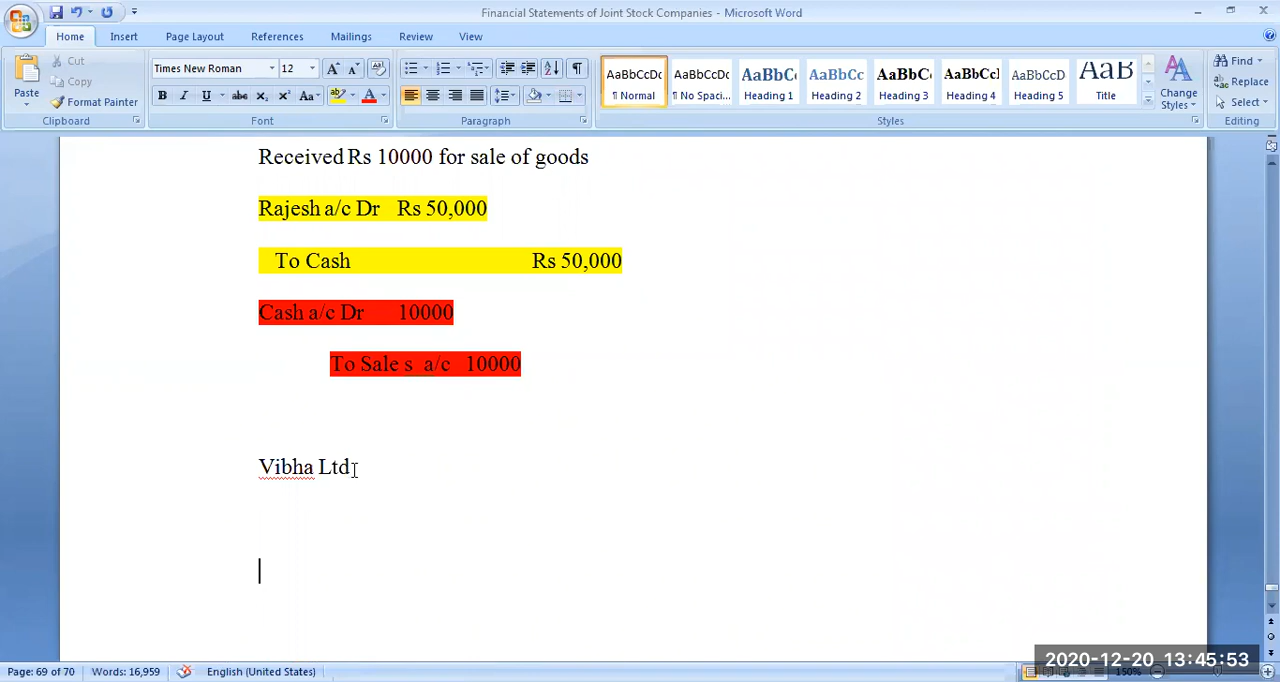 Financial Statements of Joint Stock Companies - Microsoft Word
Home Insert Page Layout References Mailings Review View
Paste
Cut
Copy
Format Painter
Clipboard
Times New Roman 12
Font
Paragraph
AaBbCcDc AaBbCcDc AaBbC AaBbCc AaBbCc AaBbCcI AaBbCcD AaB
¶ Normal ¶ No Spaci... Heading 1 Heading 2 Heading 3 Heading 4 Heading 5 Title
Change Styles
Styles
Find
Replace
Select
Editing
Received Rs 10000 for sale of goods
Rajesh a/c Dr Rs 50,000
To Cash Rs 50,000
Cash a/c Dr 10000
To Sale s a/c 10000
Vibha Ltd
Page: 69 of 70 Words: 16,959 English (United States) 150%
2020-12-20 13:45:53